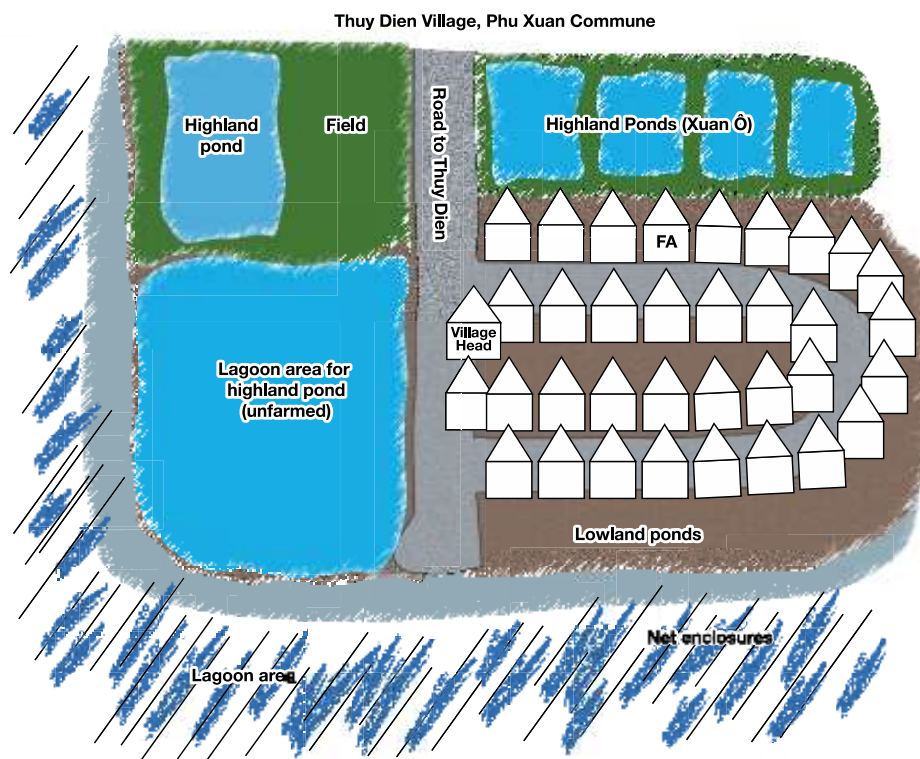 Thuy Dien Village, Phu Xuan Commune
Highland
pond
Field
Road to Thuy Dien
Highland Ponds (Xuan Ô)
FA
Village
Head
Lagoon area for
highland pond
(unfarmed)
Lowland ponds
Net enclosures
Lagoon area